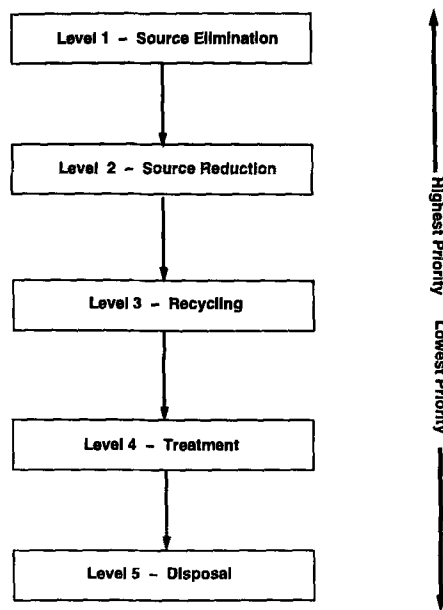 Level 1 - Source Elimination
Level 2 - Source Reduction
Level 3 - Recycling
Level 4 - Treatment
Level 5 - Disposal
Highest Priority
Lowest Priority